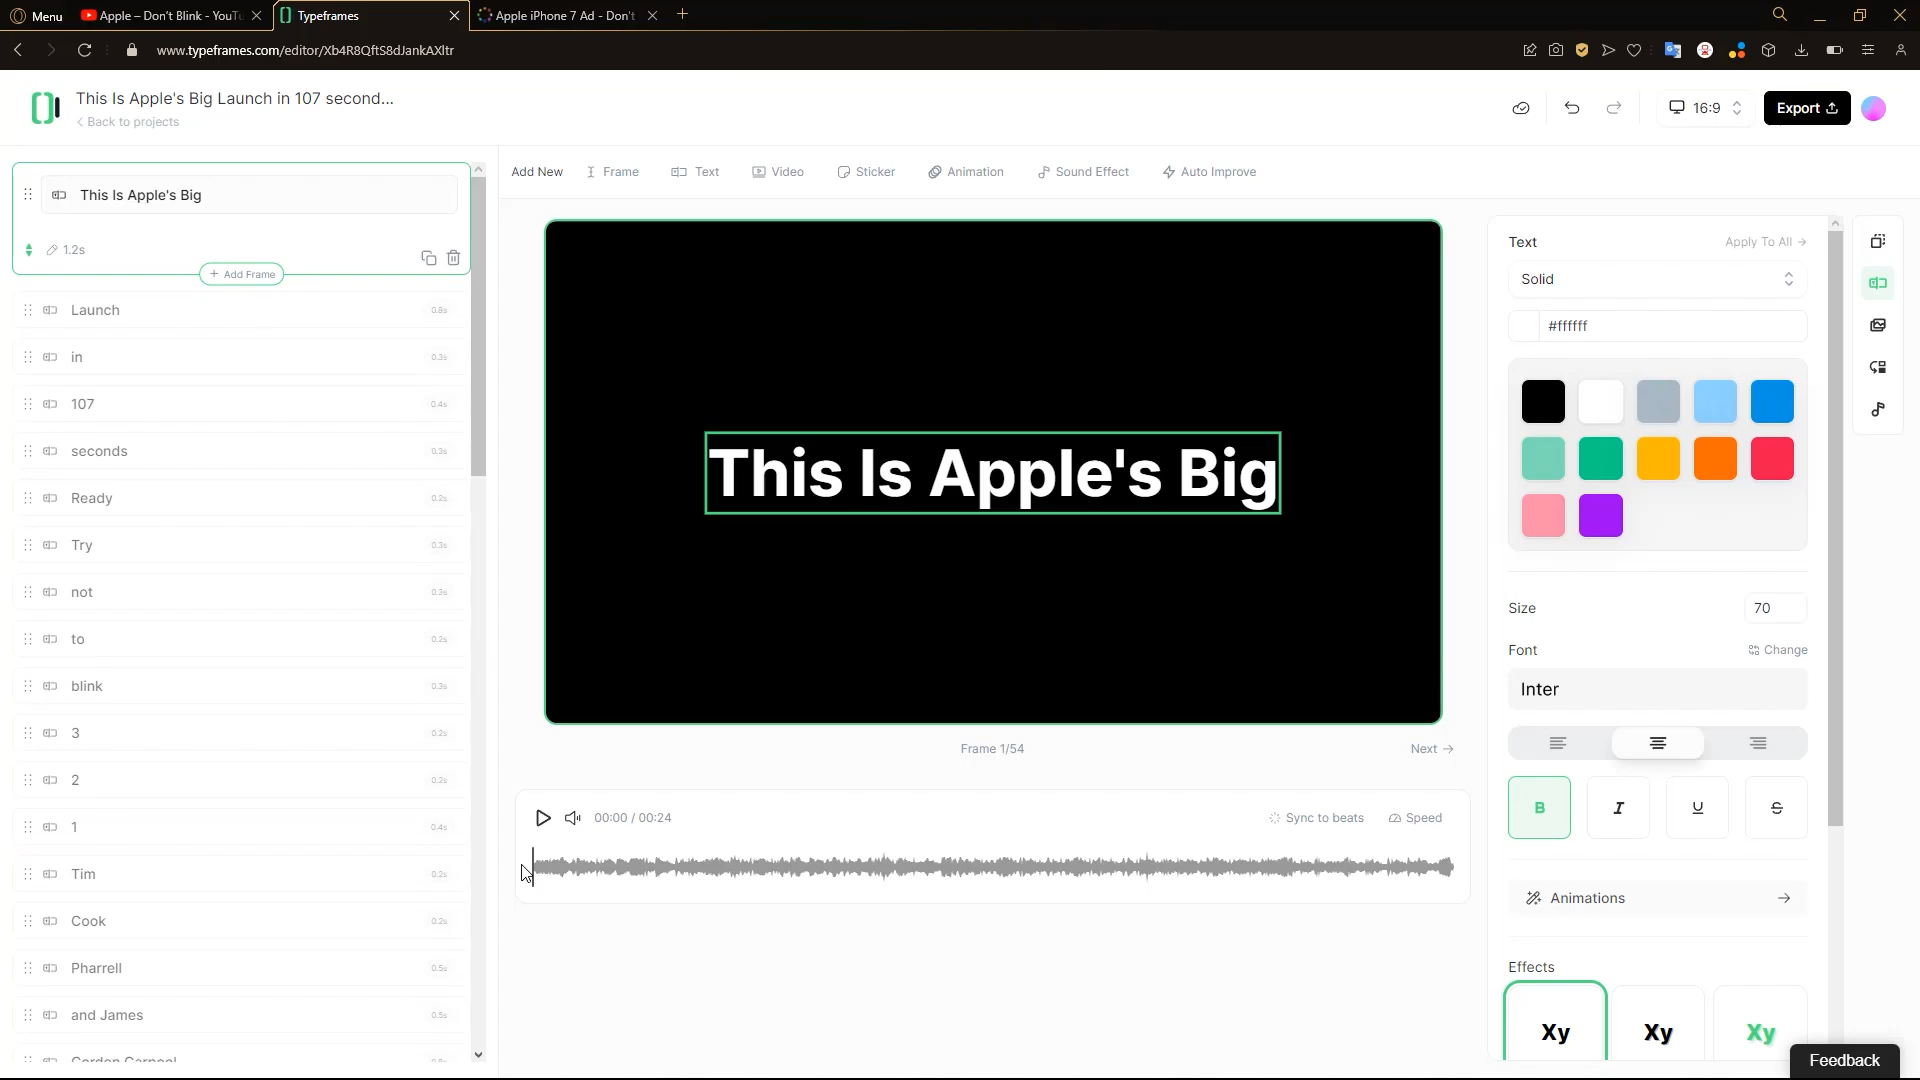 Menu
Apple – Don't Blink - YouTu
Typeframes
Apple iPhone 7 Ad - Don't
www.typeframes.com/editor/Xb4R8QftS8dJankAXltr
This Is Apple's Big Launch in 107 second...
Back to projects
16:9
Export
Add New
Frame
Text
Video
Sticker
Animation
Sound Effect
Auto Improve
This Is Apple's Big
1.2s
+ Add Frame
Launch 0.8s
in 0.3s
107 0.4s
seconds 0.3s
Ready 0.2s
Try 0.3s
not 0.3s
to 0.2s
blink 0.3s
3 0.2s
2 0.2s
1 0.4s
Tim 0.2s
Cook 0.2s
Pharrell 0.5s
and James 0.5s
This Is Apple's Big
Frame 1/54
Next →
00:00 / 00:24
Sync to beats
Speed
Text
Apply To All →
Solid
#ffffff
Size
70
Font
Change
Inter
B
I
U
S
Animations
Effects
Xy
Xy
Xy
Feedback